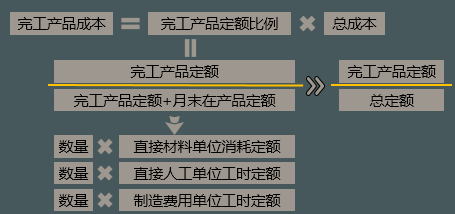 完工产品成本 = 完工产品定额比例 × 总成本
=
完工产品定额 » 完工产品定额
完工产品定额+月末在产品定额 总定额
数量 × 直接材料单位消耗定额
数量 × 直接人工单位工时定额
数量 × 制造费用单位工时定额